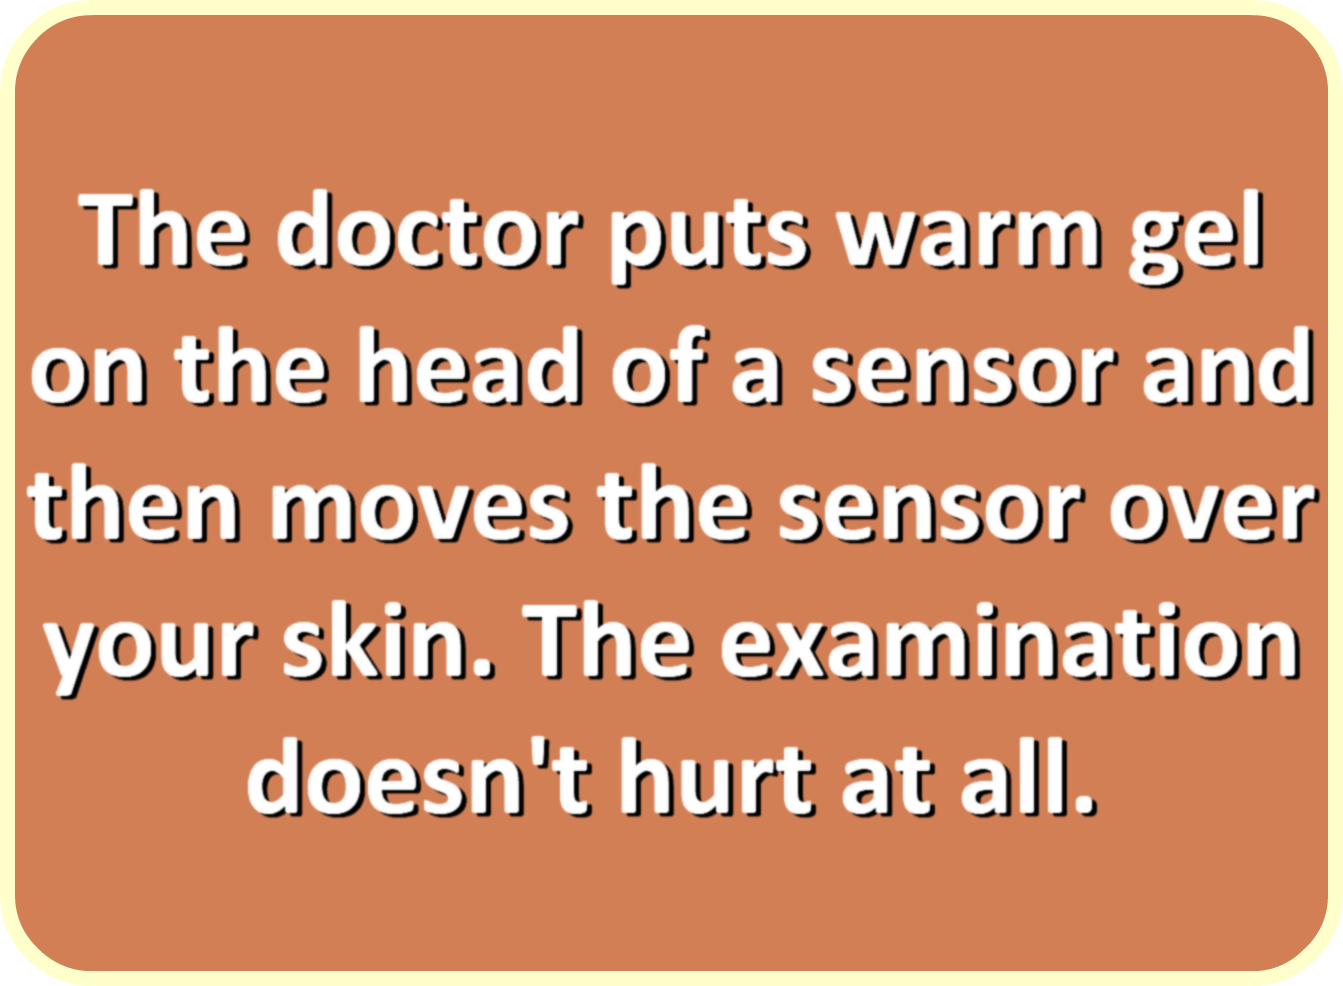 The doctor puts warm gel
on the head of a sensor and
then moves the sensor over
your skin. The examination
doesn't hurt at all.